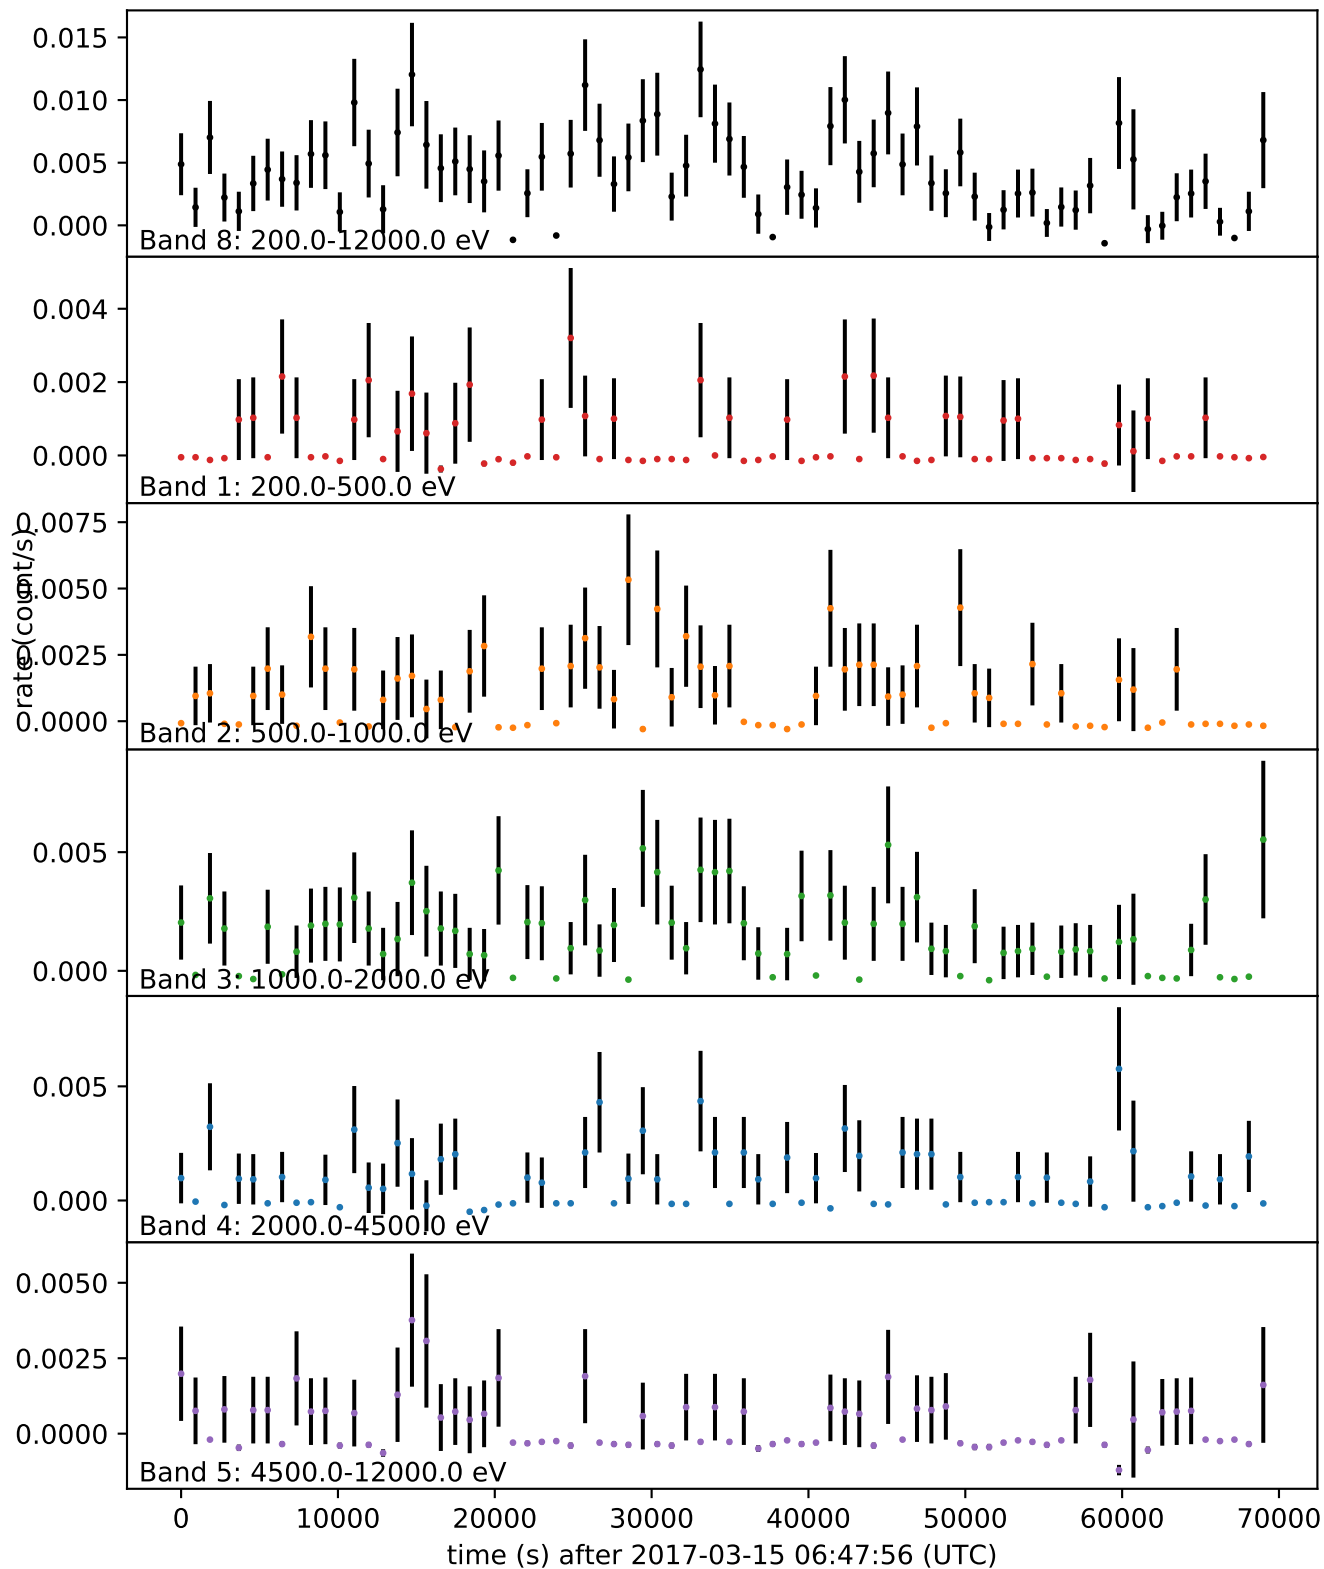 0.015
0.010
0.005
0.000
Band 8: 200.0-12000.0 eV
0.004
0.002
0.000
Band 1: 200.0-500.0 eV
rate (count/s)
0.0075
0.0050
0.0025
0.0000
Band 2: 500.0-1000.0 eV
0.005
0.000
Band 3: 1000.0-2000.0 eV
0.005
0.000
Band 4: 2000.0-4500.0 eV
0.0050
0.0025
0.0000
Band 5: 4500.0-12000.0 eV
0 10000 20000 30000 40000 50000 60000 70000
time (s) after 2017-03-15 06:47:56 (UTC)